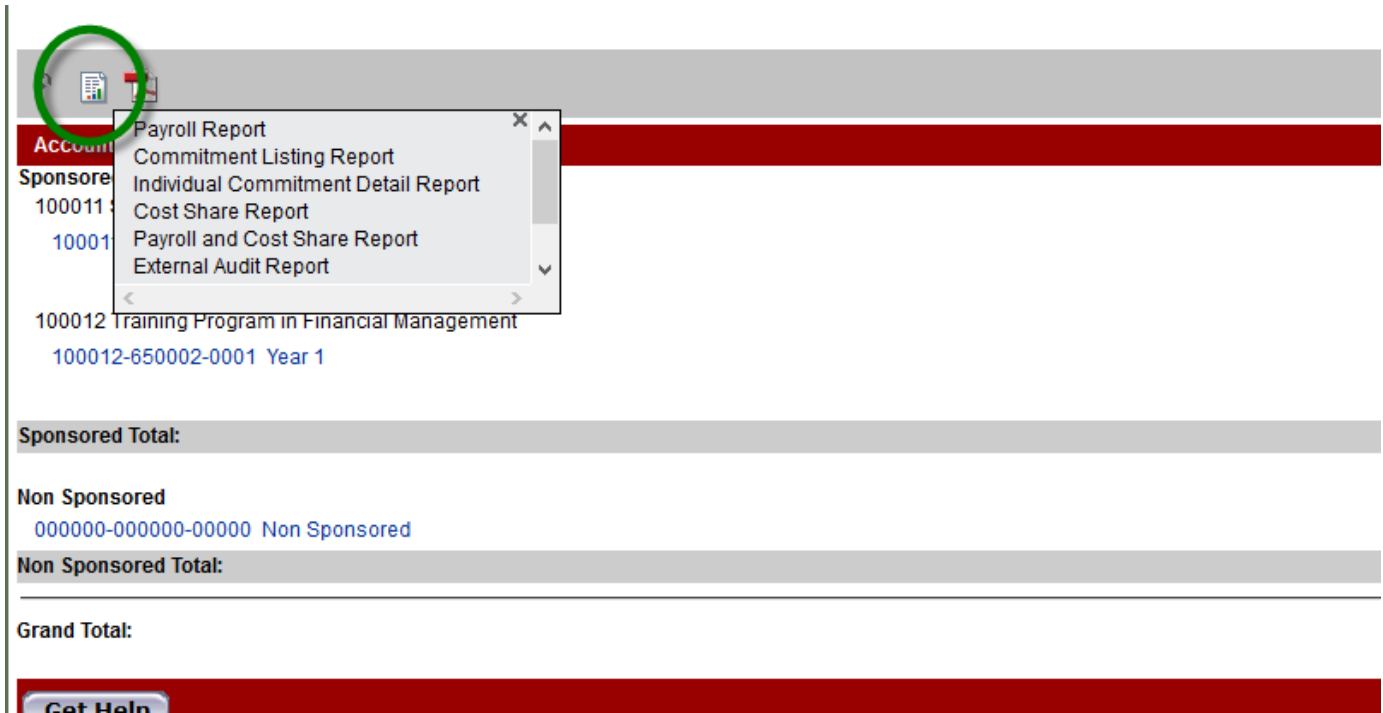 Payroll Report
Account
Commitment Listing Report
Sponsore
Individual Commitment Detail Report
100011
Cost Share Report
10001
Payroll and Cost Share Report
External Audit Report
100012 Training Program in Financial Management
100012-650002-0001 Year 1
Sponsored Total:
Non Sponsored
000000-000000-00000 Non Sponsored
Non Sponsored Total:
Grand Total:
Get Help